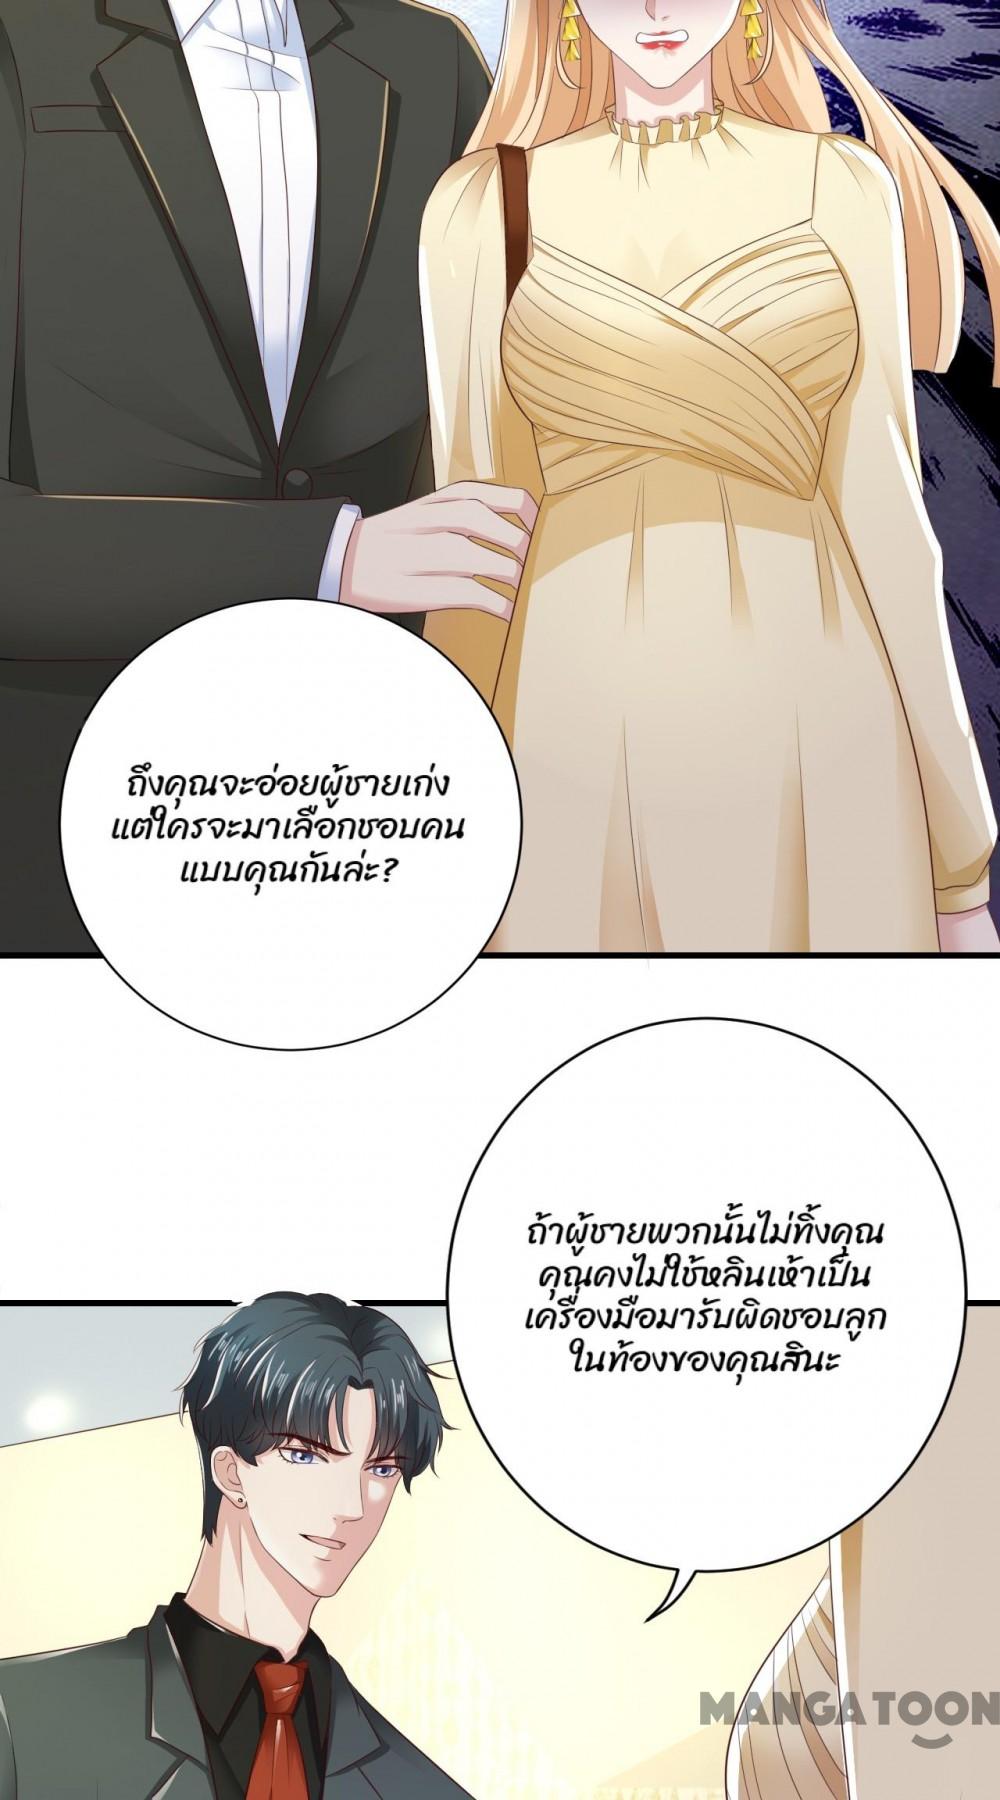 ถึงคุณจะอ่อยผู้ชายเก่ง
แต่ใครจะมาเลือกชอบคน
แบบคุณกันล่ะ?
ถ้าผู้ชายพวกนั้นไม่ทิ้งคุณ
คุณคงไม่ใช้หลินเห้าเป็น
เครื่องมือมารับผิดชอบลูก
ในท้องของคุณสินะ
MANGATOON